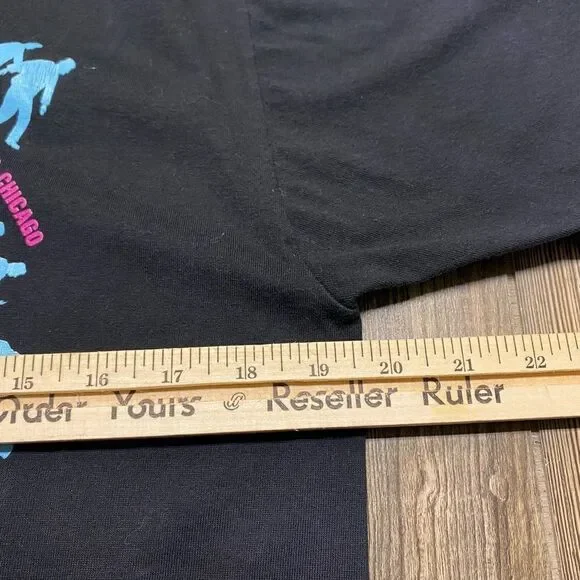 CHICAGO
15 16 17 18 19 20 21 22
Order Yours @ Reseller Ruler